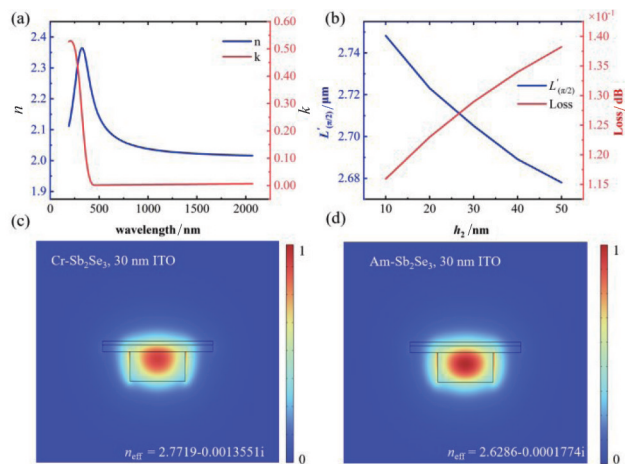 (a)
2.4
2.3
2.2
2.1
2.0
1.9
n
0
500
1000
1500
2000
wavelength/nm
0.60
0.50
0.40
0.30
0.20
0.10
0.00
k
n
k
(b)
2.74
2.72
2.70
2.68
L'(π/2)/μm
10
20
30
40
50
h2/nm
×10⁻¹
1.40
1.35
1.30
1.25
1.20
1.15
Loss/dB
L'(π/2)
Loss
(c)
Cr-Sb₂Se₃, 30 nm ITO
neff = 2.7719-0.0013551i
1
0
(d)
Am-Sb₂Se₃, 30 nm ITO
neff = 2.6286-0.0001774i
1
0